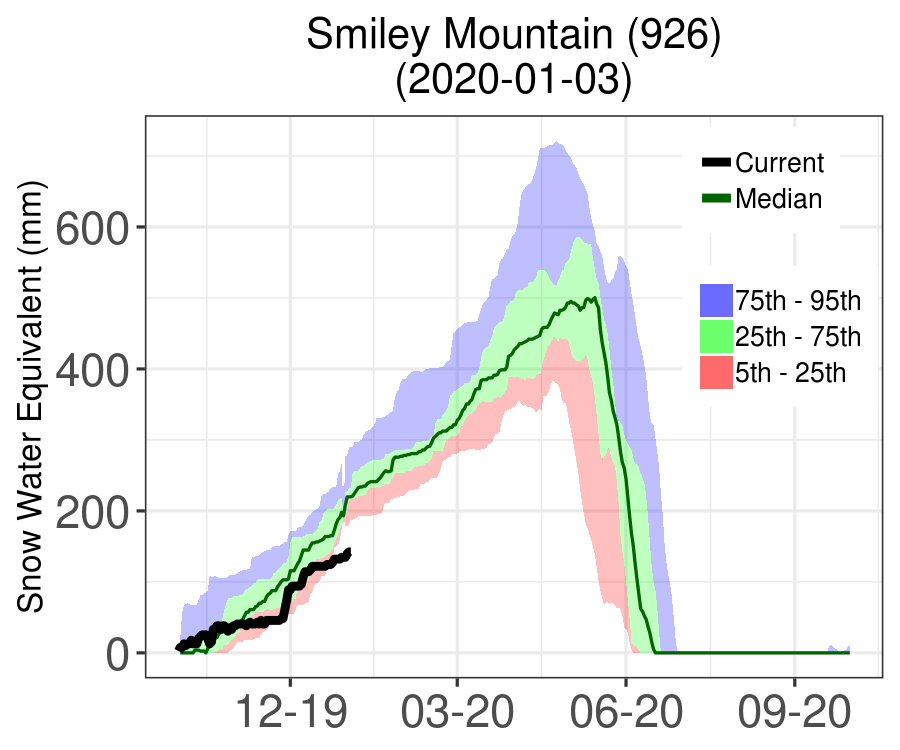 Smiley Mountain (926)
(2020-01-03)
Snow Water Equivalent (mm)
600
400
200
0
12-19
03-20
06-20
09-20
Current
Median
75th - 95th
25th - 75th
5th - 25th